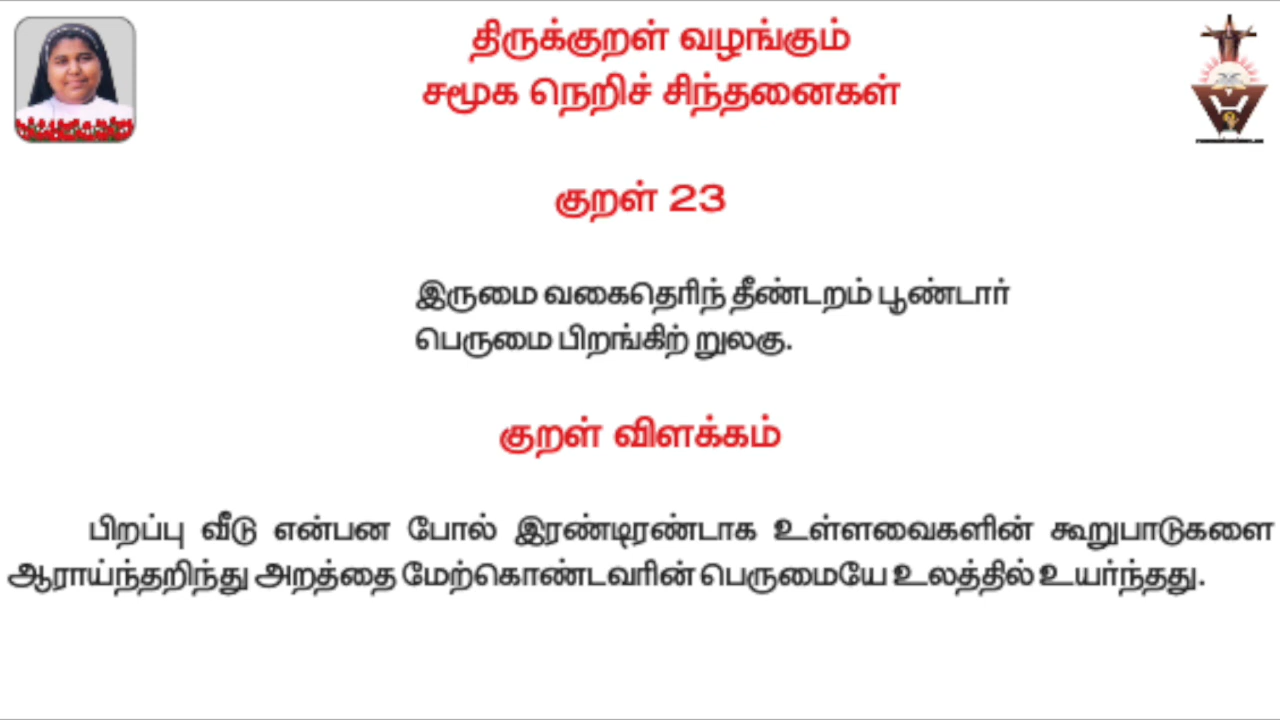 திருக்குறள் வழங்கும்
சமூக நெறிச் சிந்தனைகள்
குறள் 23
இருமை வகைதெரிந் தீண்டறம் பூண்டார்
பெருமை பிறங்கிற் றுலகு.
குறள் விளக்கம்
பிறப்பு வீடு என்பன போல் இரண்டிரண்டாக உள்ளவைகளின் கூறுபாடுகளை
ஆராய்ந்தறிந்து அறத்தை மேற்கொண்டவரின் பெருமையே உலத்தில் உயர்ந்தது.